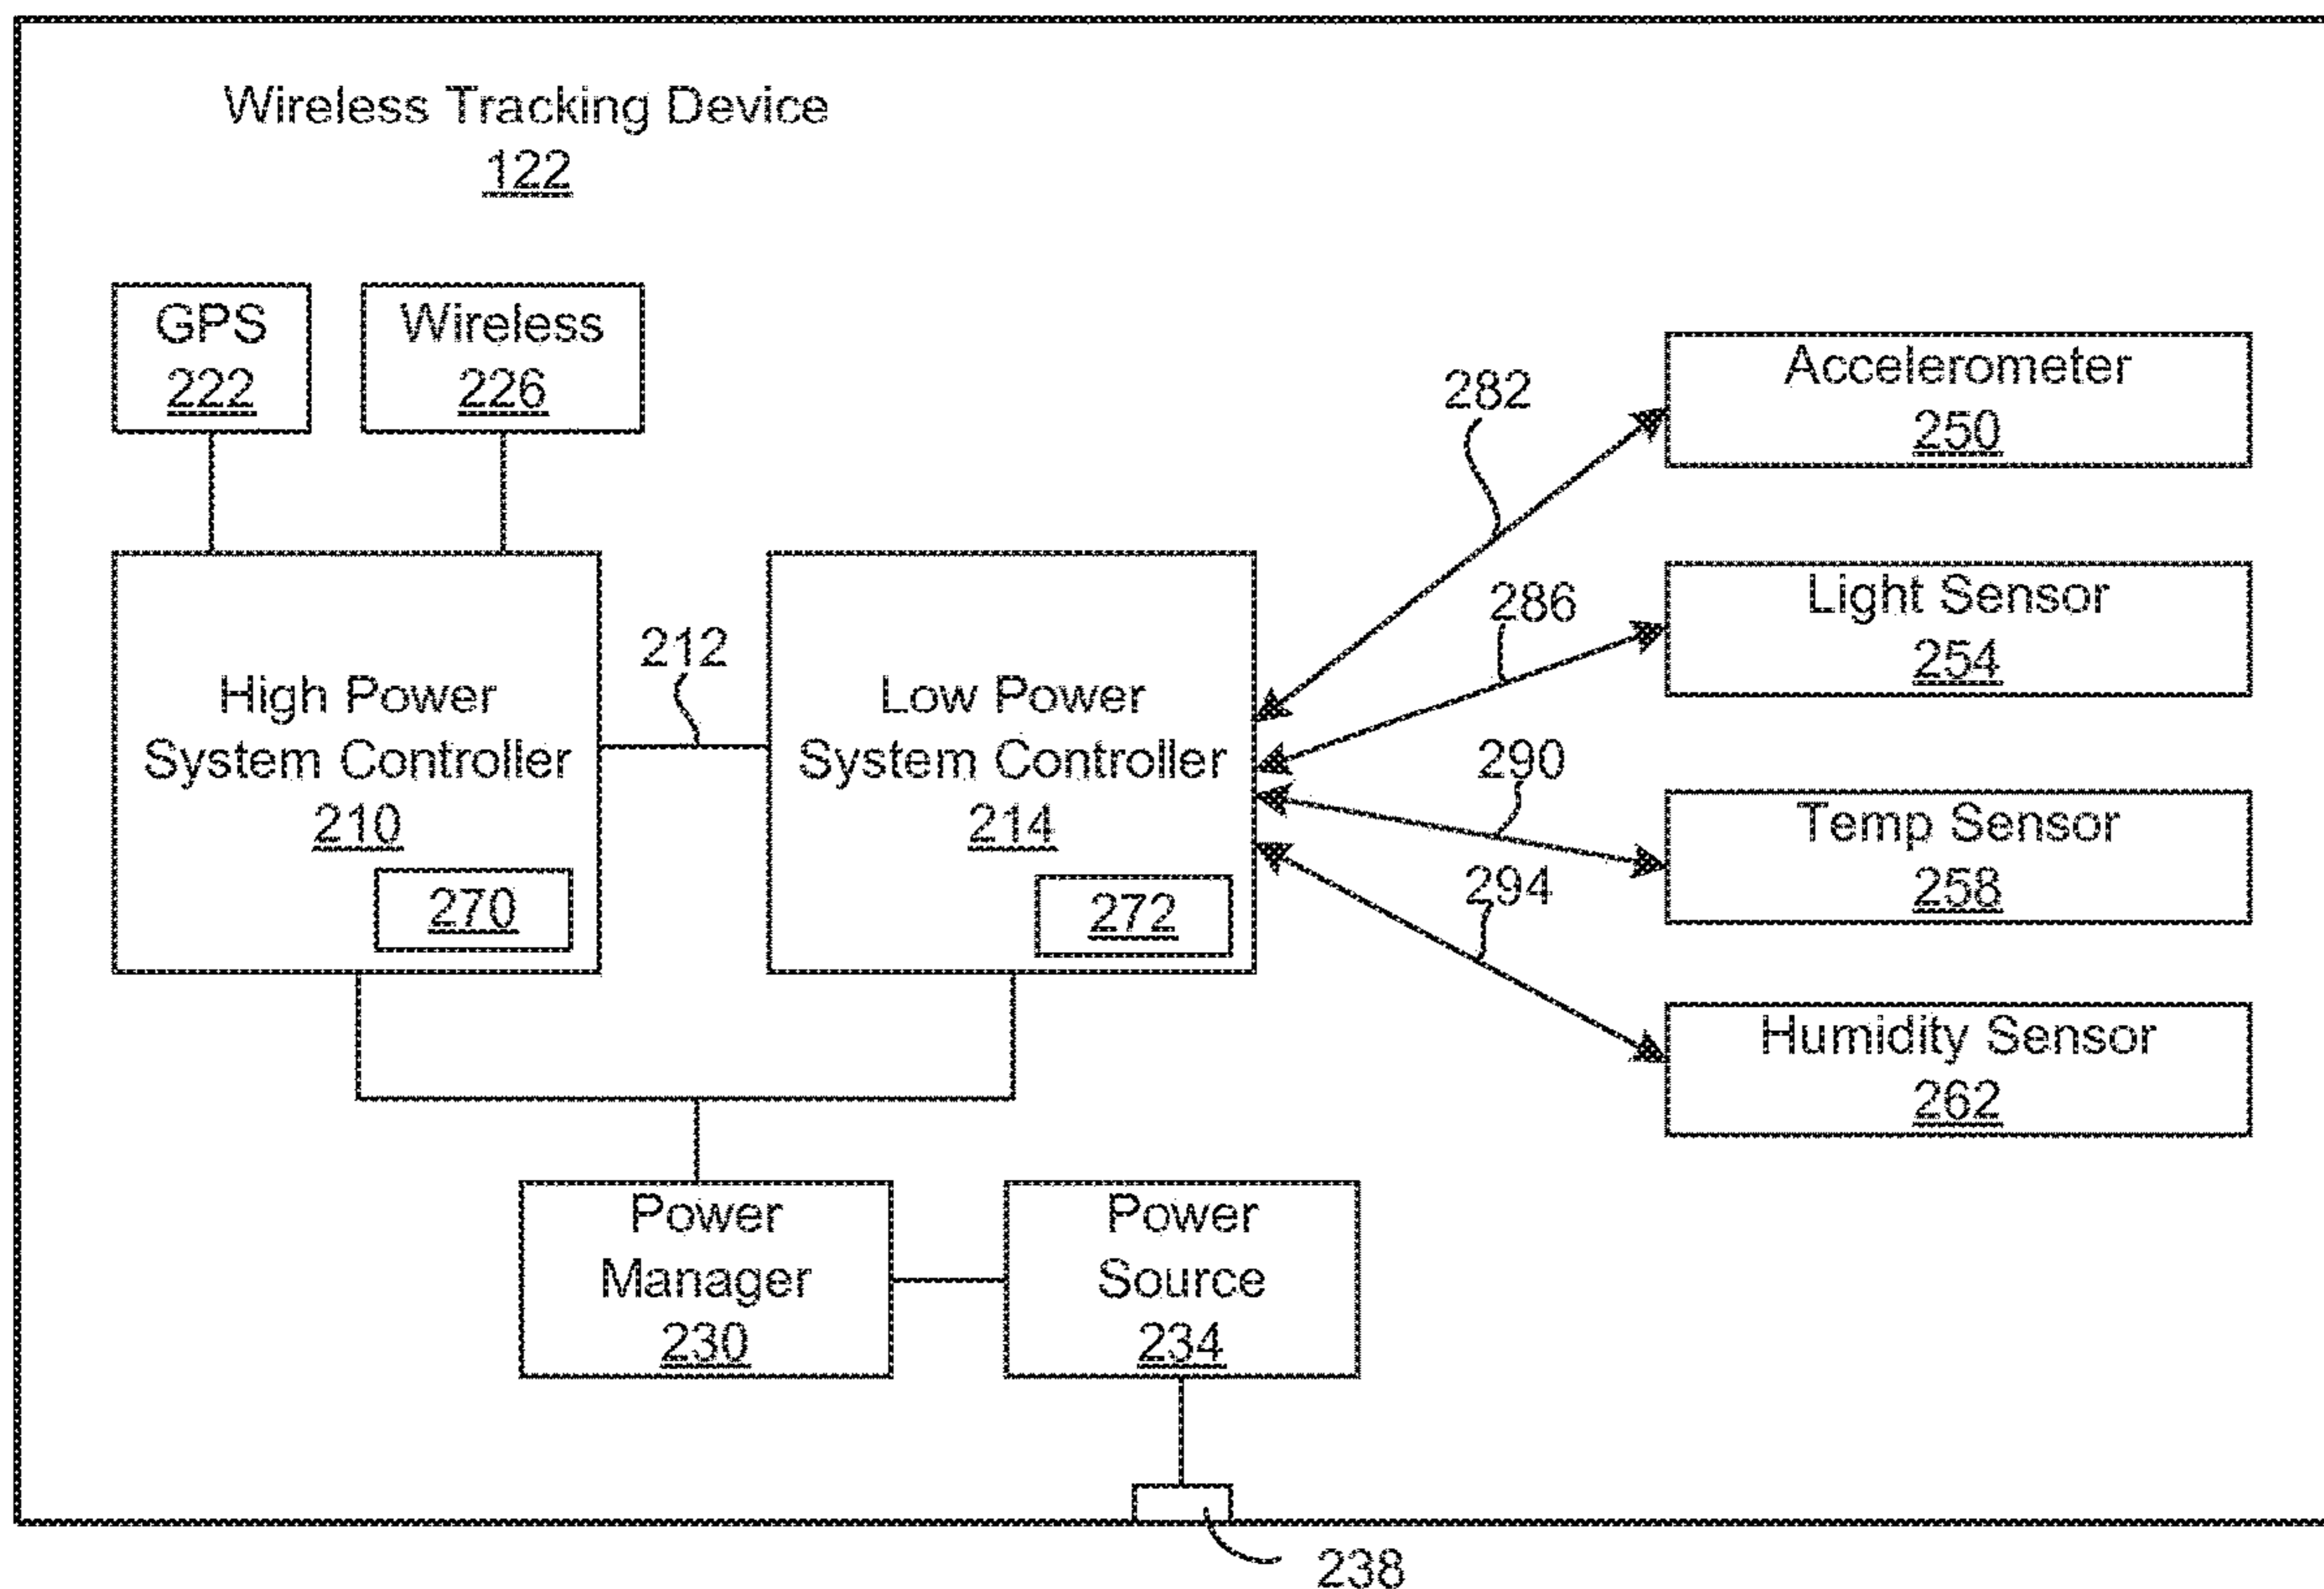 Wireless Tracking Device
122
GPS
222
Wireless
226
Accelerometer
250
282
Light Sensor
254
286
212
High Power
System Controller
210
270
Low Power
System Controller
214
272
290
Temp Sensor
258
294
Humidity Sensor
262
Power
Manager
230
Power
Source
234
238